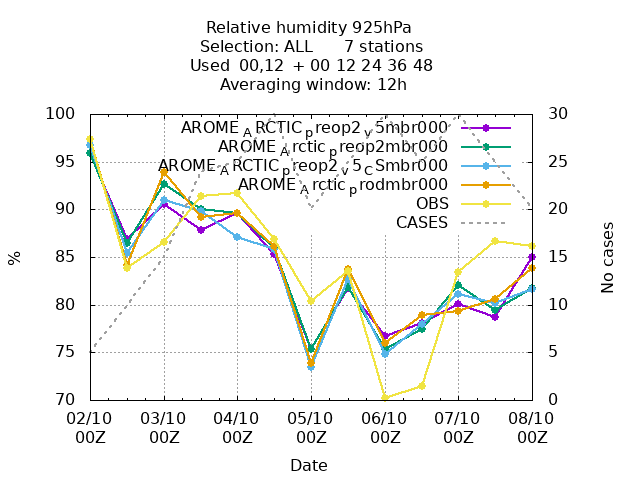 Relative humidity 925hPa
Selection: ALL 7 stations
Used 00,12 + 00 12 24 36 48
Averaging window: 12h
100
95
90
85
80
75
70
%
30
25
20
15
10
5
0
No cases
AROME_ARCTIC_preop2_v5mbr000
AROME_Arctic_preop2mbr000
AROME_ARCTIC_preop2_v5_CSmbr000
AROME_Arctic_prodmbr000
OBS
CASES
02/10 03/10 04/10 05/10 06/10 07/10 08/10
00Z 00Z 00Z 00Z 00Z 00Z 00Z
Date